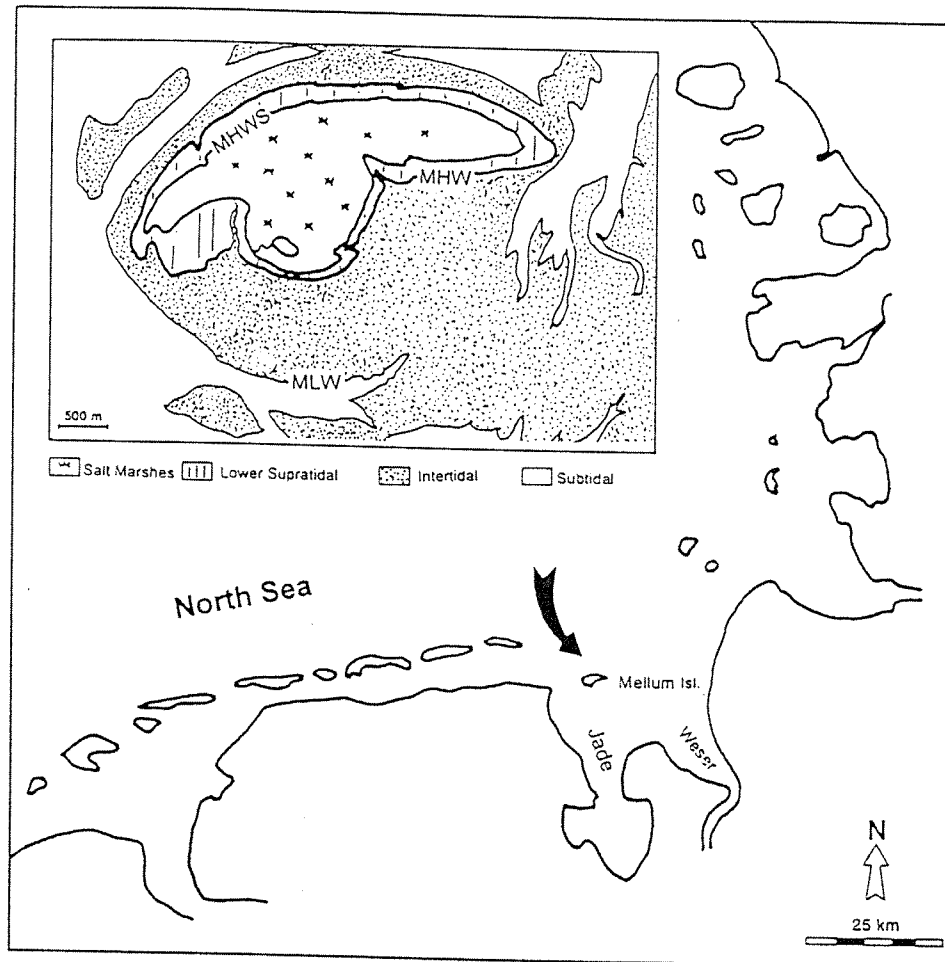 MHWS
MHW
MLW
500 m
Salt Marshes Lower Supratidal Intertidal Subtidal
North Sea
Mellum Isl.
Jade
Weser
N
25 km